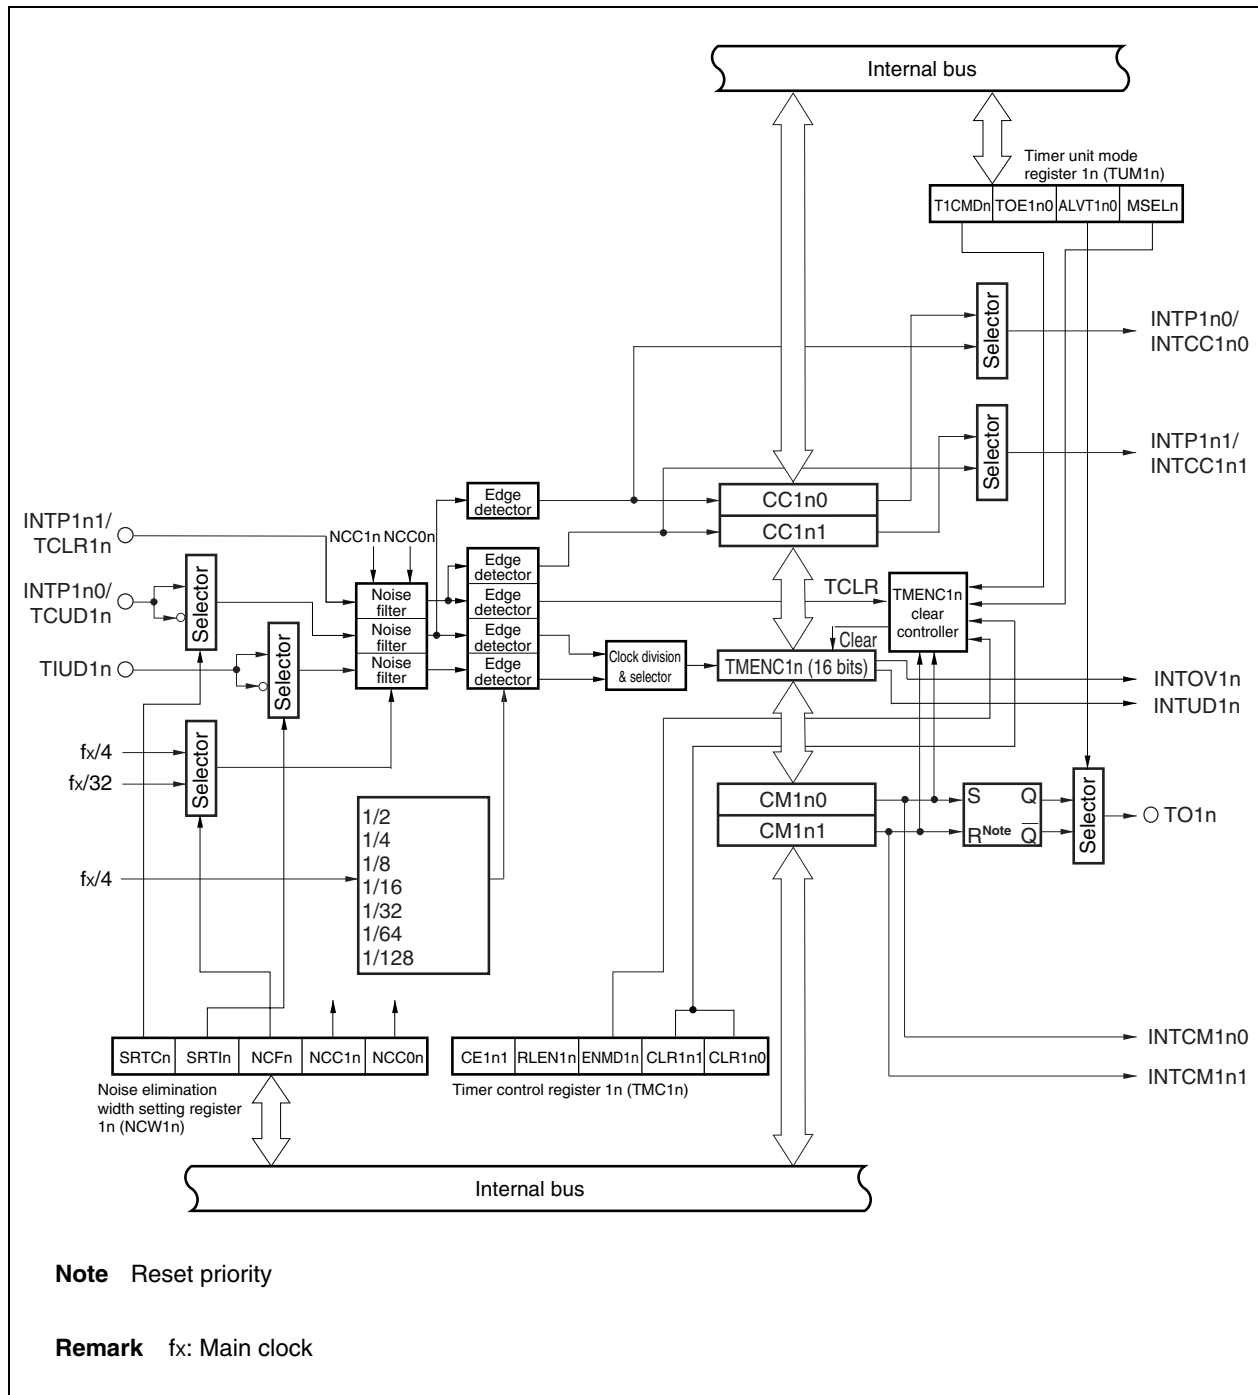 Internal bus
Timer unit mode
register 1n (TUM1n)
T1CMDn TOE1n0 ALVT1n0 MSELn
Selector
INTP1n0/
INTCC1n0
Selector
INTP1n1/
INTCC1n1
Edge
detector
CC1n0
CC1n1
INTP1n1/
TCLR1n
NCC1n NCC0n
INTP1n0/
TCUD1n
Selector
TIUD1n
Selector
Noise
filter
Noise
filter
Noise
filter
Edge
detector
Edge
detector
Edge
detector
Edge
detector
TCLR
TMENC1n
clear
controller
Clear
Clock division
& selector
TMENC1n (16 bits)
INTOV1n
INTUD1n
fx/4
fx/32
Selector
CM1n0
CM1n1
S Q
RNote Q
Selector
TO1n
fx/4
1/2
1/4
1/8
1/16
1/32
1/64
1/128
SRTCn SRTIn NCFn NCC1n NCC0n
Noise elimination
width setting register
1n (NCW1n)
CE1n1 RLEN1n ENMD1n CLR1n1 CLR1n0
Timer control register 1n (TMC1n)
INTCM1n0
INTCM1n1
Internal bus
Note Reset priority
Remark fx: Main clock